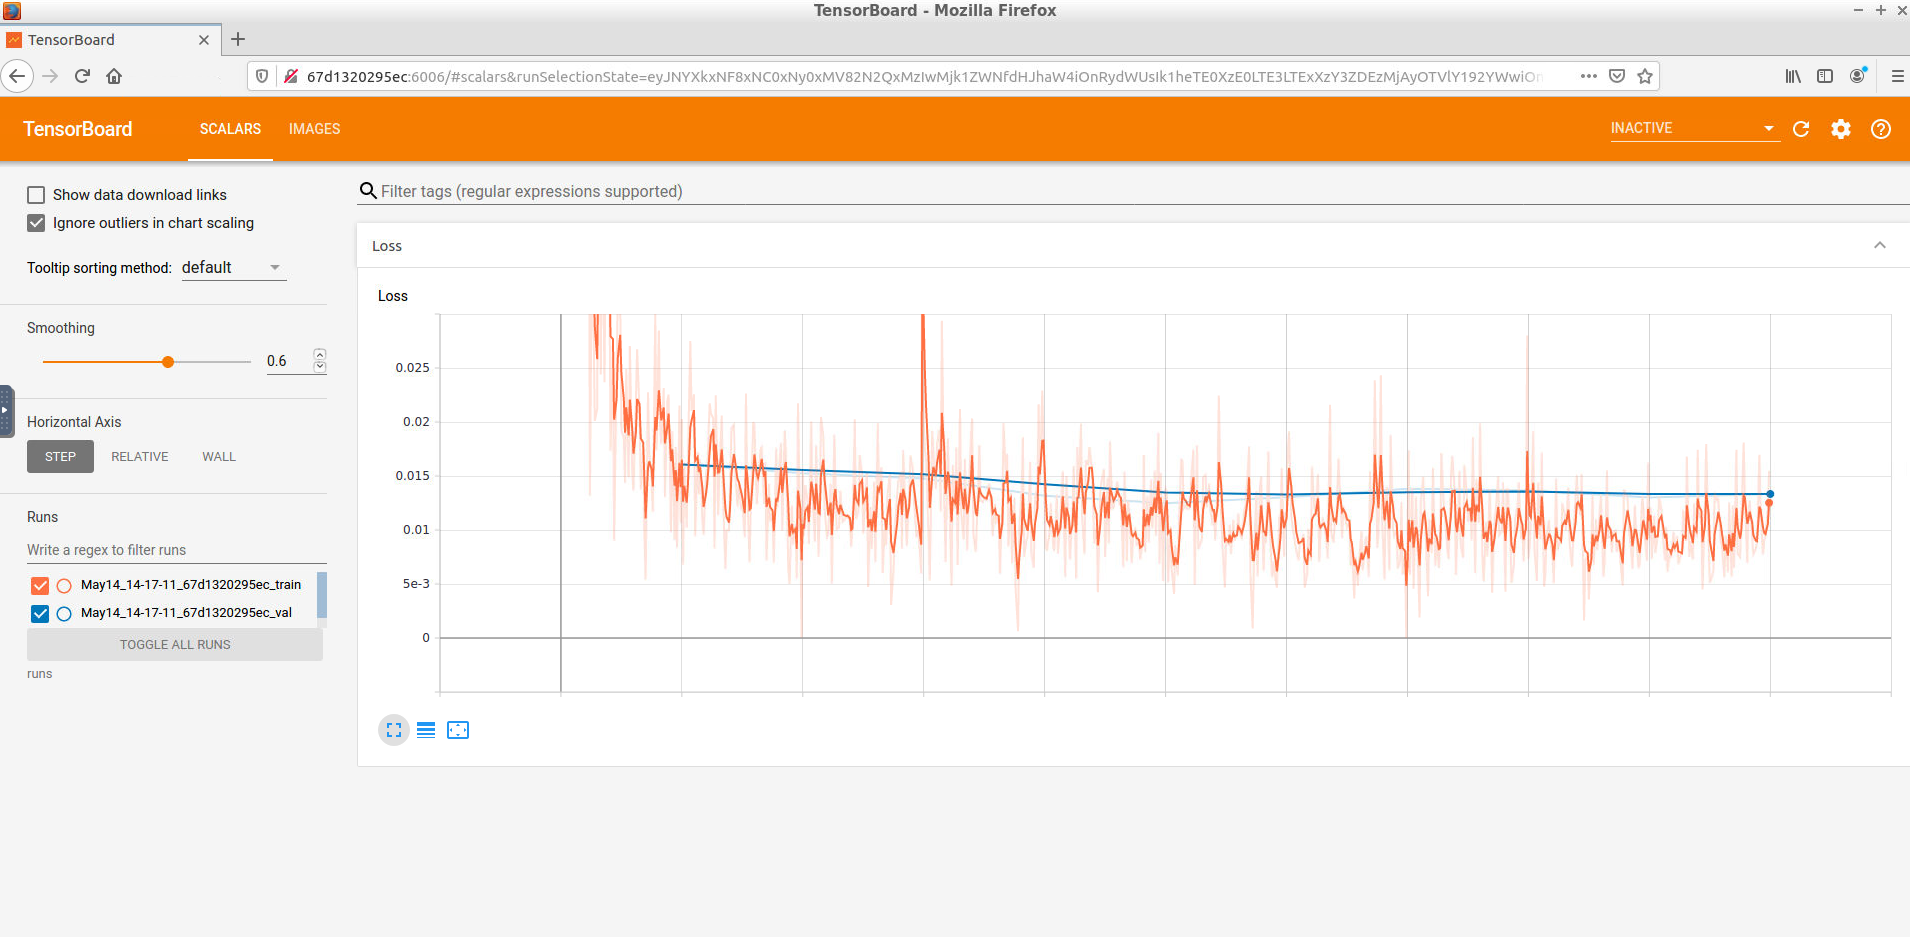 TensorBoard - Mozilla Firefox
TensorBoard
67d1320295ec:6006/#scalars&runSelectionState=eyJNYXkxNF8xNC0xNy0xMV82N2QxMzIwMjk1ZWNfdHJhaW4iOnRydWUsIk1heTE0XzE0LTE3LTExXzY3ZDEzMjAyOTVlY192YWwiOn
TensorBoard SCALARS IMAGES INACTIVE
Show data download links
Ignore outliers in chart scaling
Tooltip sorting method: default
Smoothing
0.6
Horizontal Axis
STEP RELATIVE WALL
Runs
Write a regex to filter runs
May14_14-17-11_67d1320295ec_train
May14_14-17-11_67d1320295ec_val
TOGGLE ALL RUNS
runs
Filter tags (regular expressions supported)
Loss
Loss
0.025
0.02
0.015
0.01
5e-3
0